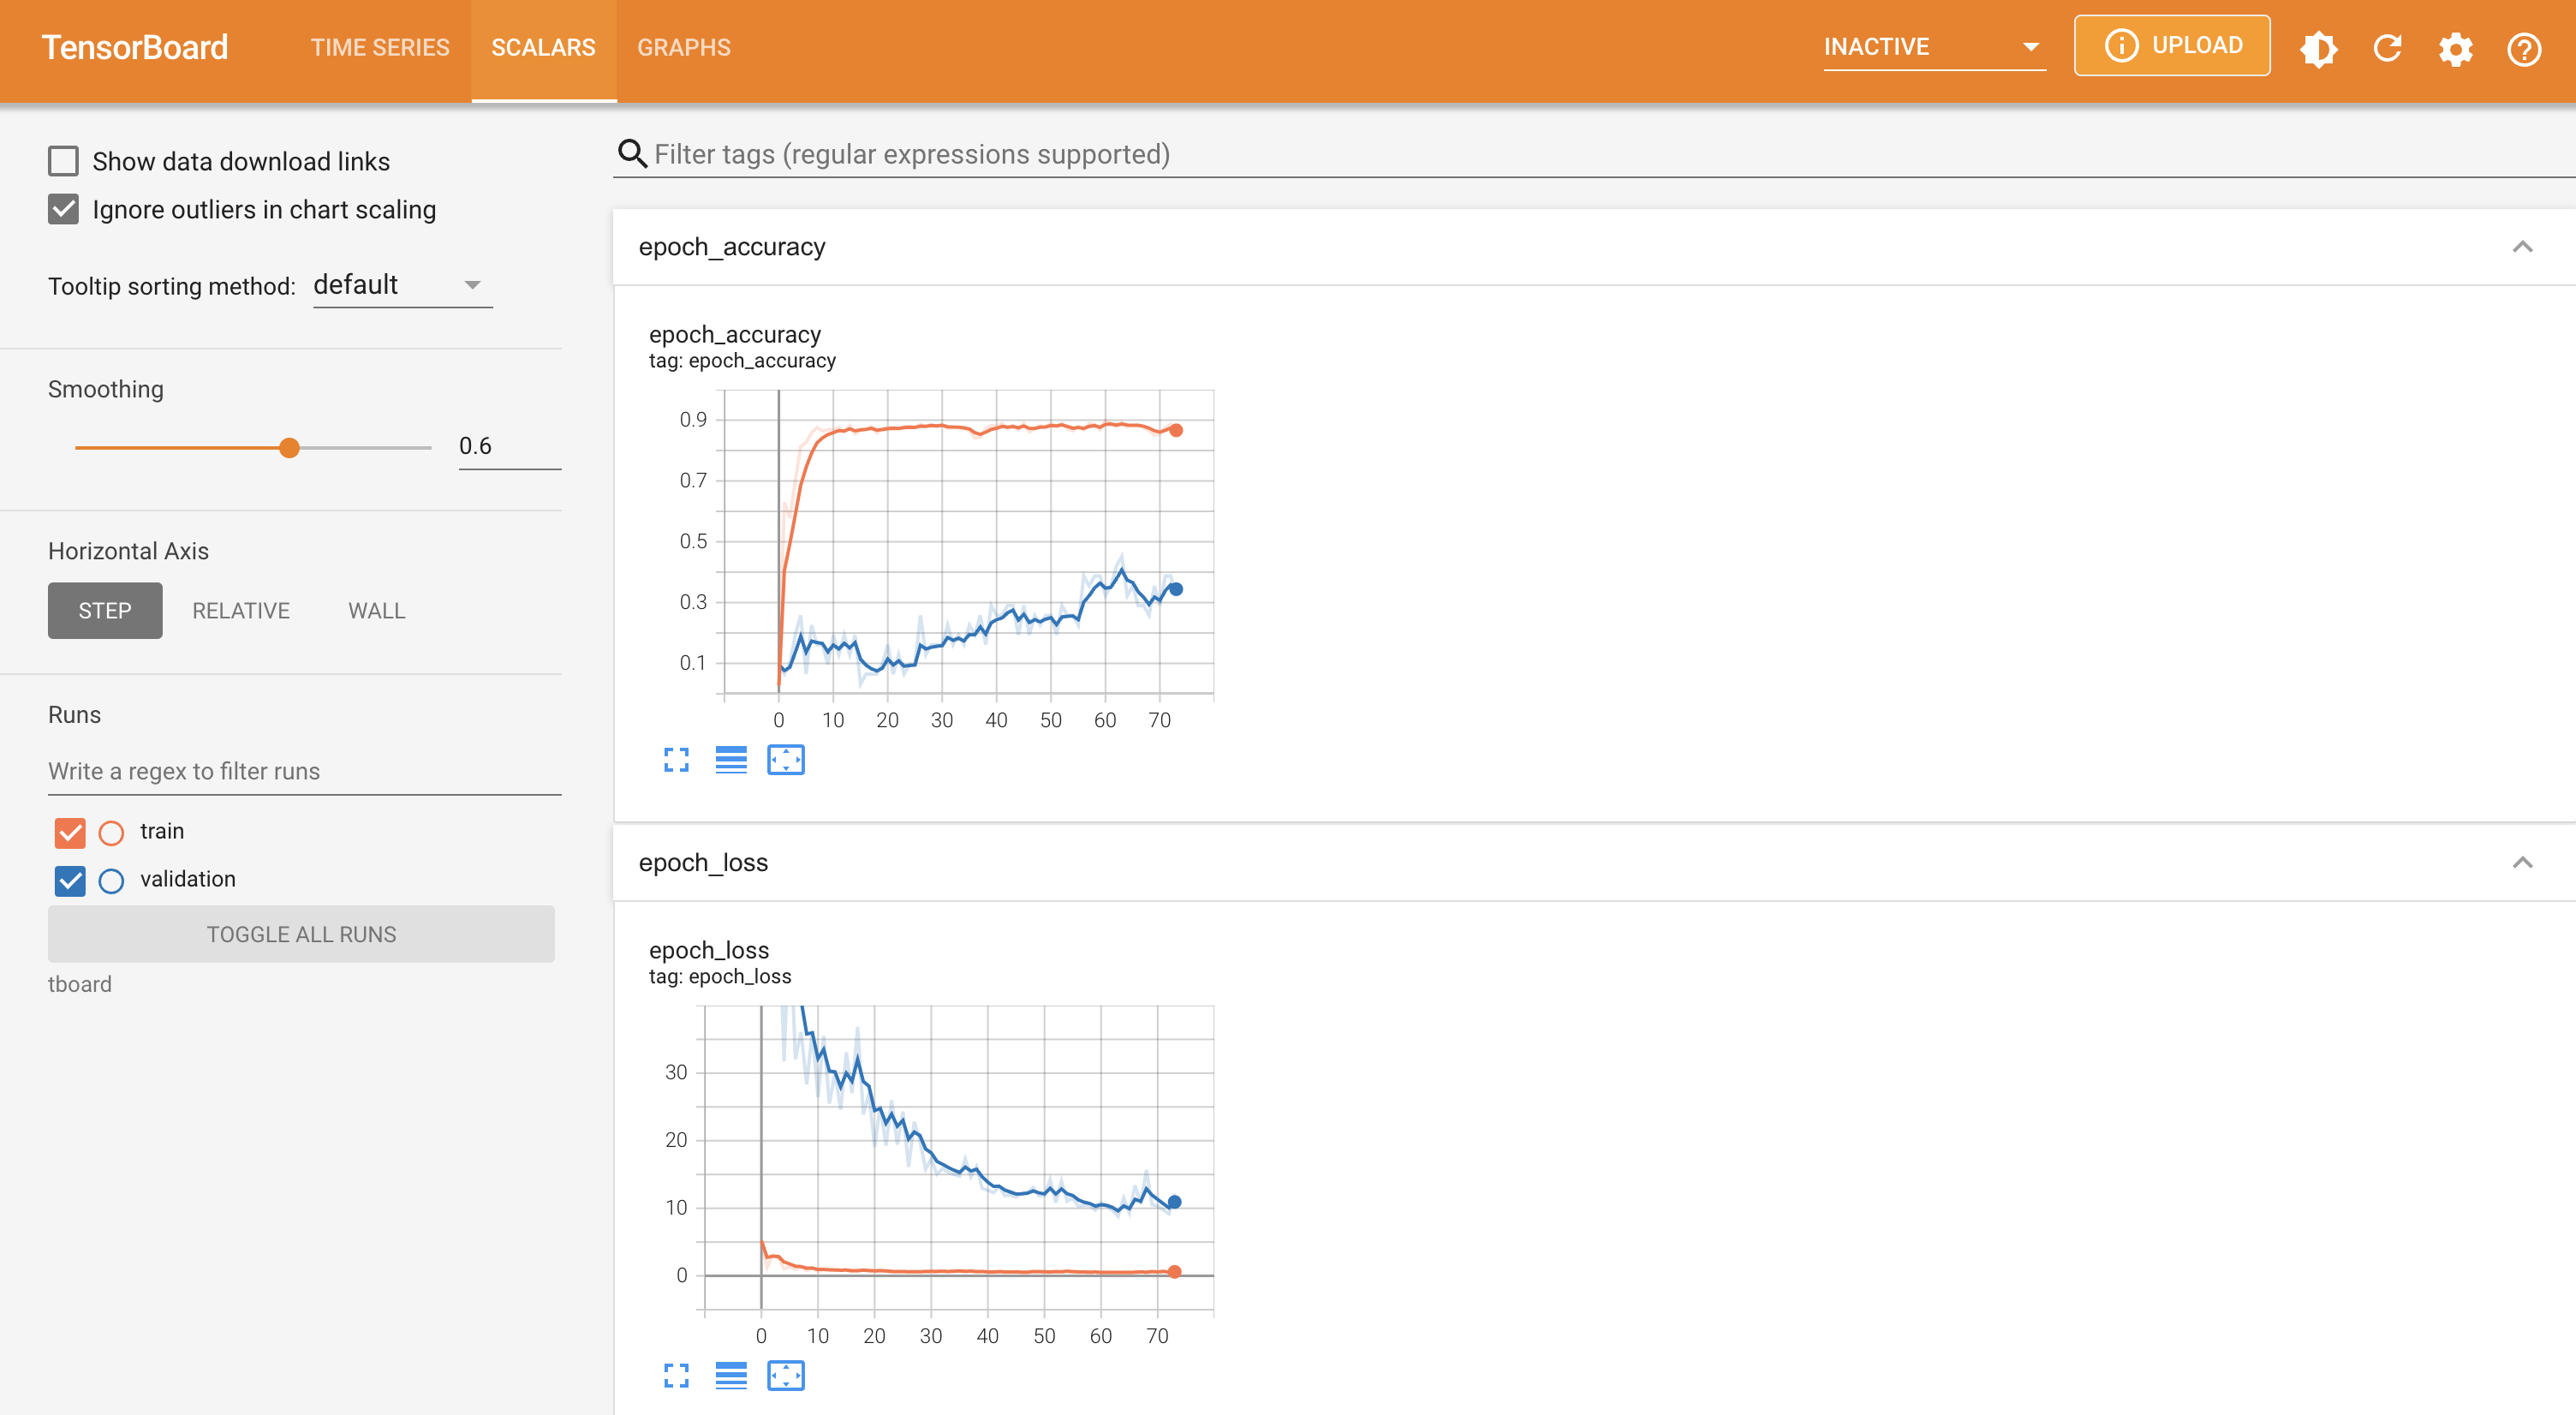 TensorBoard
TIME SERIES
SCALARS
GRAPHS
INACTIVE
UPLOAD
Show data download links
Ignore outliers in chart scaling
Tooltip sorting method: default
Smoothing
0.6
Horizontal Axis
STEP
RELATIVE
WALL
Runs
Write a regex to filter runs
train
validation
TOGGLE ALL RUNS
tboard
Filter tags (regular expressions supported)
epoch_accuracy
epoch_accuracy
tag: epoch_accuracy
0.9
0.7
0.5
0.3
0.1
0 10 20 30 40 50 60 70
epoch_loss
epoch_loss
tag: epoch_loss
30
20
10
0
0 10 20 30 40 50 60 70